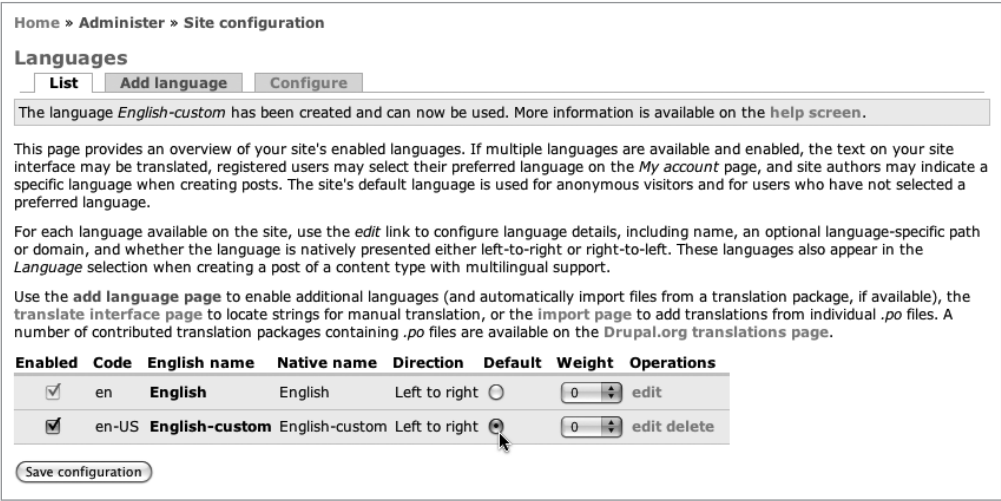 Home » Administer » Site configuration
Languages
List Add language Configure
The language English-custom has been created and can now be used. More information is available on the help screen.
This page provides an overview of your site's enabled languages. If multiple languages are available and enabled, the text on your site
interface may be translated, registered users may select their preferred language on the My account page, and site authors may indicate a
specific language when creating posts. The site's default language is used for anonymous visitors and for users who have not selected a
preferred language.
For each language available on the site, use the edit link to configure language details, including name, an optional language-specific path
or domain, and whether the language is natively presented either left-to-right or right-to-left. These languages also appear in the
Language selection when creating a post of a content type with multilingual support.
Use the add language page to enable additional languages (and automatically import files from a translation package, if available), the
translate interface page to locate strings for manual translation, or the import page to add translations from individual .po files. A
number of contributed translation packages containing .po files are available on the Drupal.org translations page.
Enabled Code English name Native name Direction Default Weight Operations
en English English Left to right 0 edit
en-US English-custom English-custom Left to right 0 edit delete
Save configuration